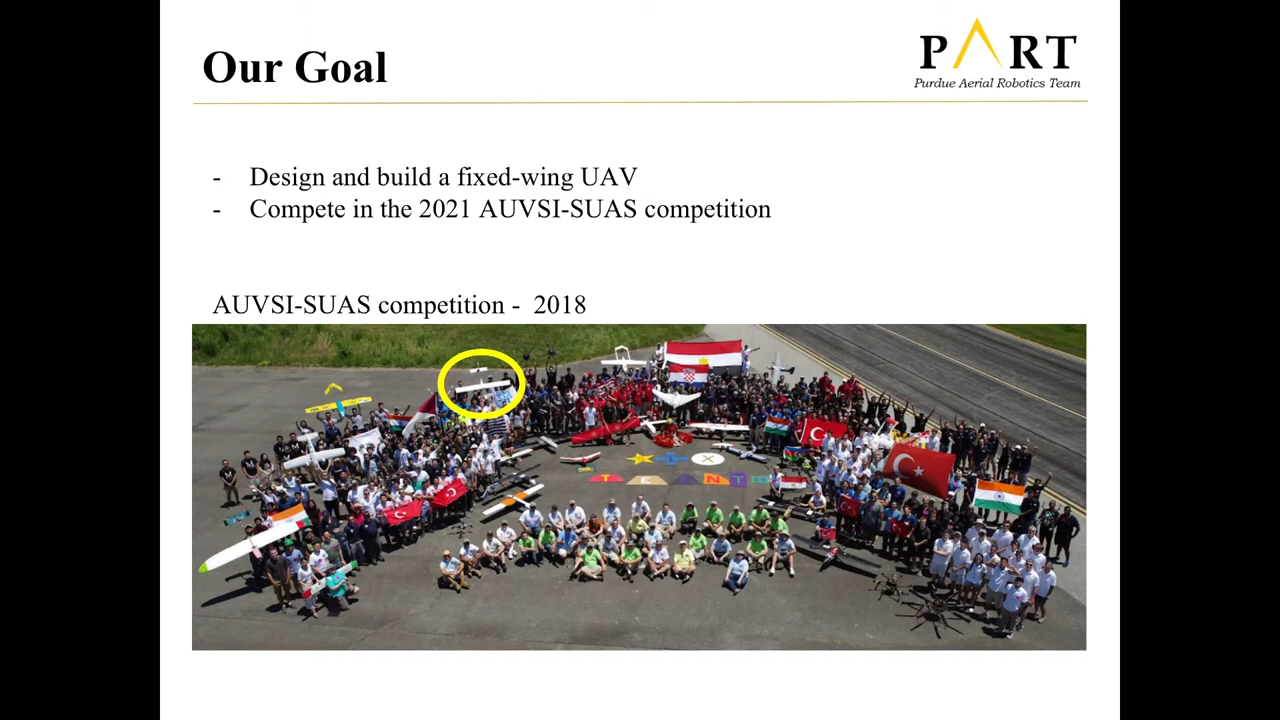 Our Goal
PART
Purdue Aerial Robotics Team
- Design and build a fixed-wing UAV
- Compete in the 2021 AUVSI-SUAS competition
AUVSI-SUAS competition - 2018